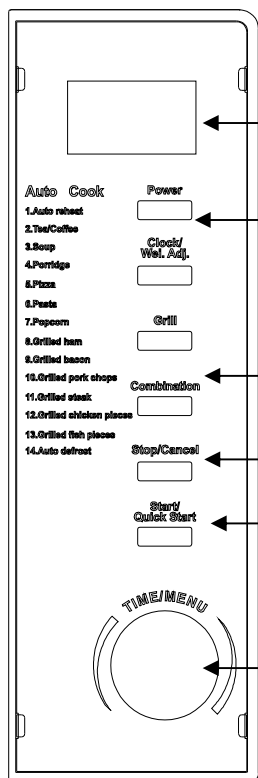 Auto Cook
1.Auto reheat
2.Tea/Coffee
3.Soup
4.Porridge
5.Pizza
6.Pasta
7.Popcorn
8.Grilled ham
9.Grilled bacon
10.Grilled pork chops
11.Grilled steak
12.Grilled chicken pieces
13.Grilled fish pieces
14.Auto defrost
Power
Clock/
Wei. Adj.
Grill
Combination
Stop/Cancel
Start/
Quick Start
TIME/MENU